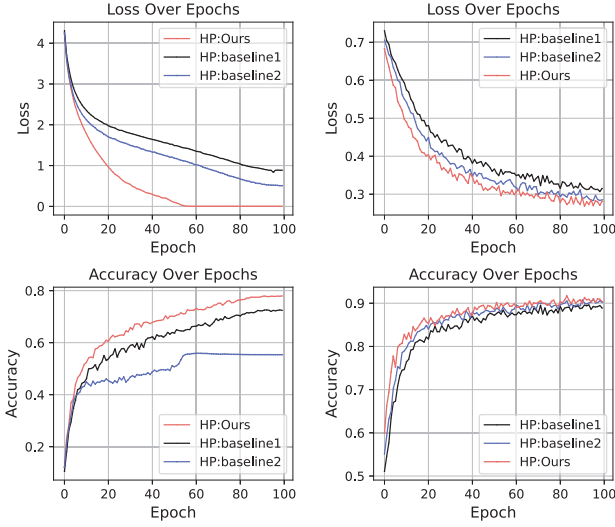 Loss Over Epochs
4
3
2
1
0
Loss
HP:Ours
HP:baseline1
HP:baseline2
0 20 40 60 80 100
Epoch
Loss Over Epochs
0.7
0.6
0.5
0.4
0.3
Loss
HP:baseline1
HP:baseline2
HP:Ours
0 20 40 60 80 100
Epoch
Accuracy Over Epochs
0.8
0.6
0.4
0.2
Accuracy
HP:Ours
HP:baseline1
HP:baseline2
0 20 40 60 80 100
Epoch
Accuracy Over Epochs
0.9
0.8
0.7
0.6
0.5
Accuracy
HP:baseline1
HP:baseline2
HP:Ours
0 20 40 60 80 100
Epoch